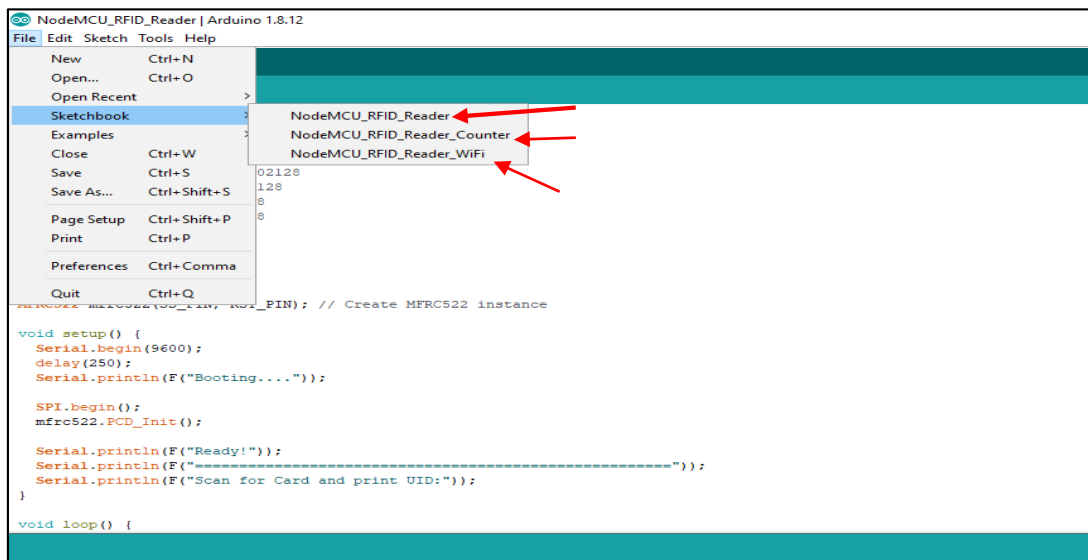 NodeMCU_RFID_Reader | Arduino 1.8.12
File Edit Sketch Tools Help
New Ctrl+N
Open... Ctrl+O
Open Recent >
Sketchbook > NodeMCU_RFID_Reader
Examples > NodeMCU_RFID_Reader_Counter
Close Ctrl+W NodeMCU_RFID_Reader_WiFi
Save Ctrl+S 02128
Save As... Ctrl+Shift+S 128
8
Page Setup Ctrl+Shift+P 8
Print Ctrl+P
Preferences Ctrl+Comma
Quit Ctrl+Q
MFRC522 mfrc522(SS_PIN, RST_PIN); // Create MFRC522 instance
void setup() {
Serial.begin(9600);
delay(250);
Serial.println(F("Booting...."));
SPI.begin();
mfrc522.PCD_Init();
Serial.println(F("Ready!"));
Serial.println(F("======================================================"));
Serial.println(F("Scan for Card and print UID:"));
}
void loop() {